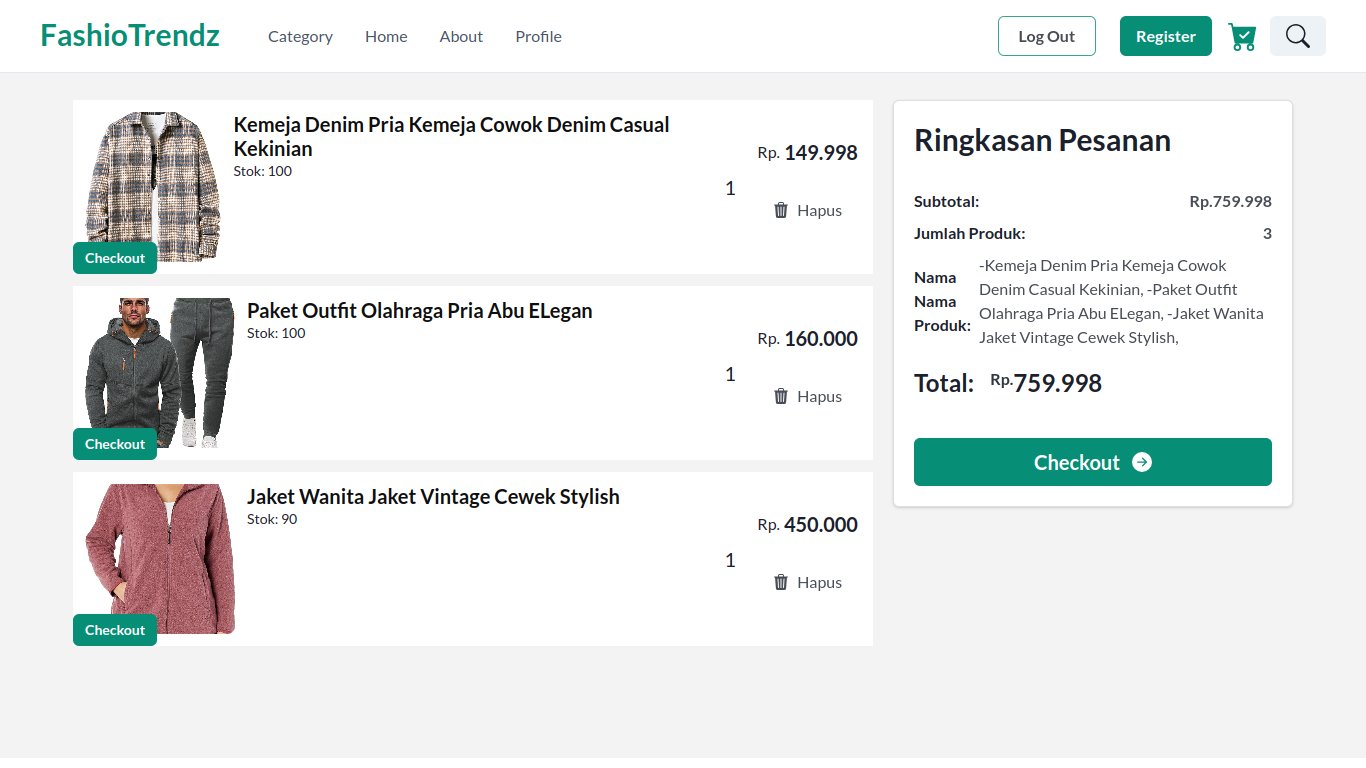 FashioTrendz
Category
Home
About
Profile
Log Out
Register
Kemeja Denim Pria Kemeja Cowok Denim Casual
Kekinian
Stok: 100
Rp. 149.998
1
Hapus
Checkout
Paket Outfit Olahraga Pria Abu ELegan
Stok: 100
Rp. 160.000
1
Hapus
Checkout
Jaket Wanita Jaket Vintage Cewek Stylish
Stok: 90
Rp. 450.000
1
Hapus
Checkout
Ringkasan Pesanan
Subtotal: Rp.759.998
Jumlah Produk: 3
Nama
Nama
Produk:
-Kemeja Denim Pria Kemeja Cowok
Denim Casual Kekinian, -Paket Outfit
Olahraga Pria Abu ELegan, -Jaket Wanita
Jaket Vintage Cewek Stylish,
Total: Rp.759.998
Checkout